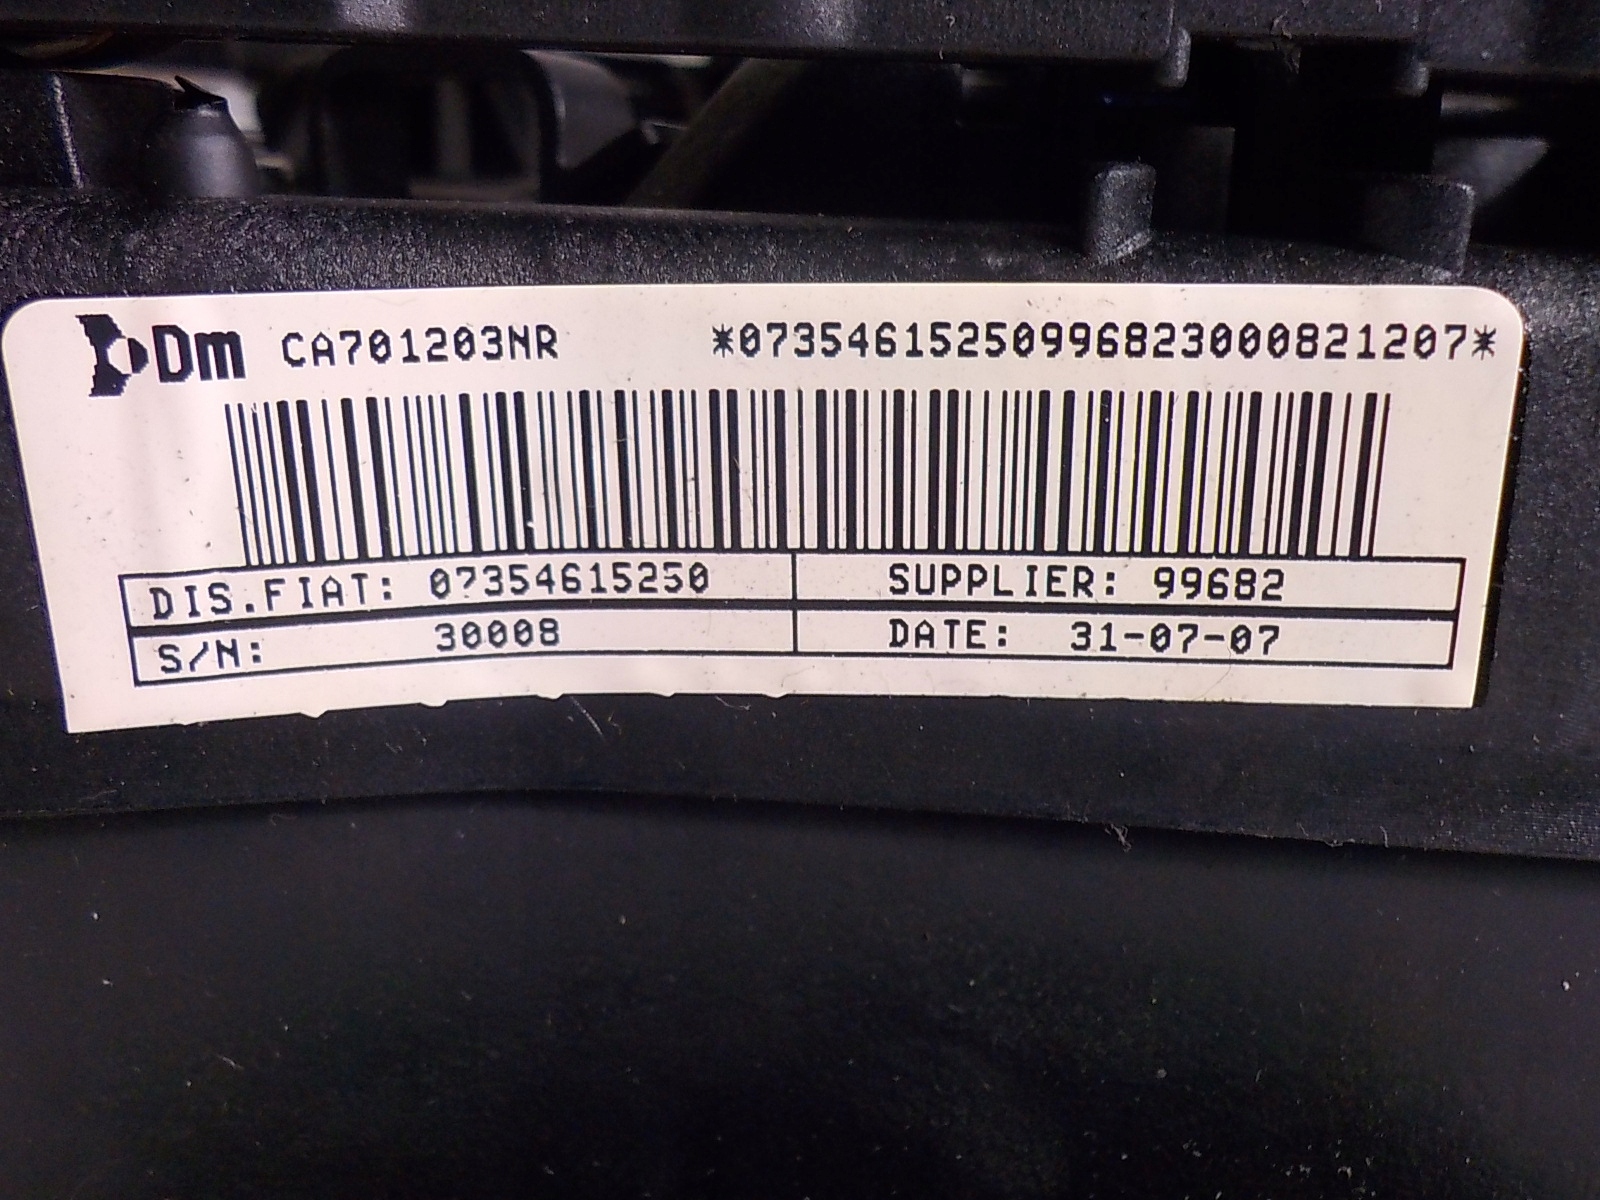 Dm CA701203NR *07354615250996823000821207*
DIS.FIAT: 07354615250 SUPPLIER: 99682
S/N: 30008 DATE: 31-07-07